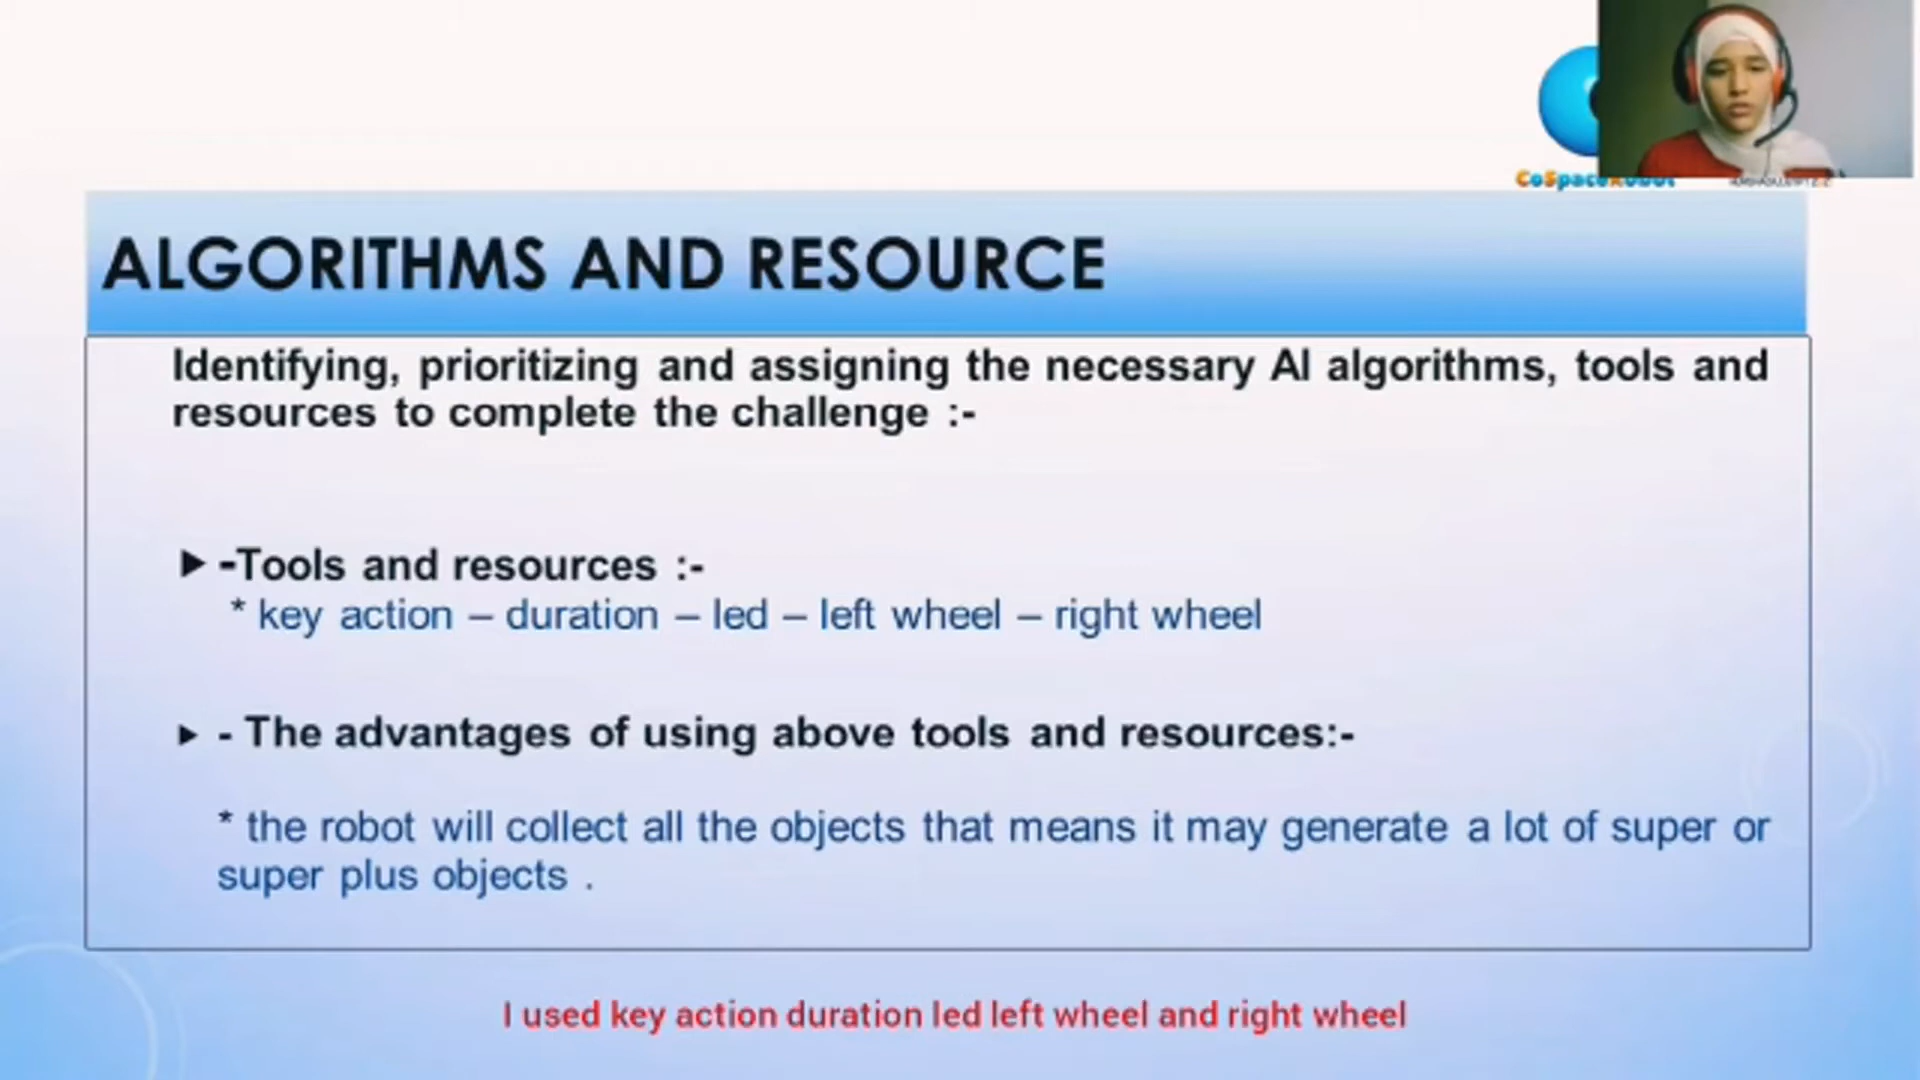 CoSpaceRobot
ALGORITHMS AND RESOURCE
Identifying, prioritizing and assigning the necessary AI algorithms, tools and
resources to complete the challenge :-
-Tools and resources :-
* key action – duration – led – left wheel – right wheel
- The advantages of using above tools and resources:-
* the robot will collect all the objects that means it may generate a lot of super or
super plus objects .
I used key action duration led left wheel and right wheel